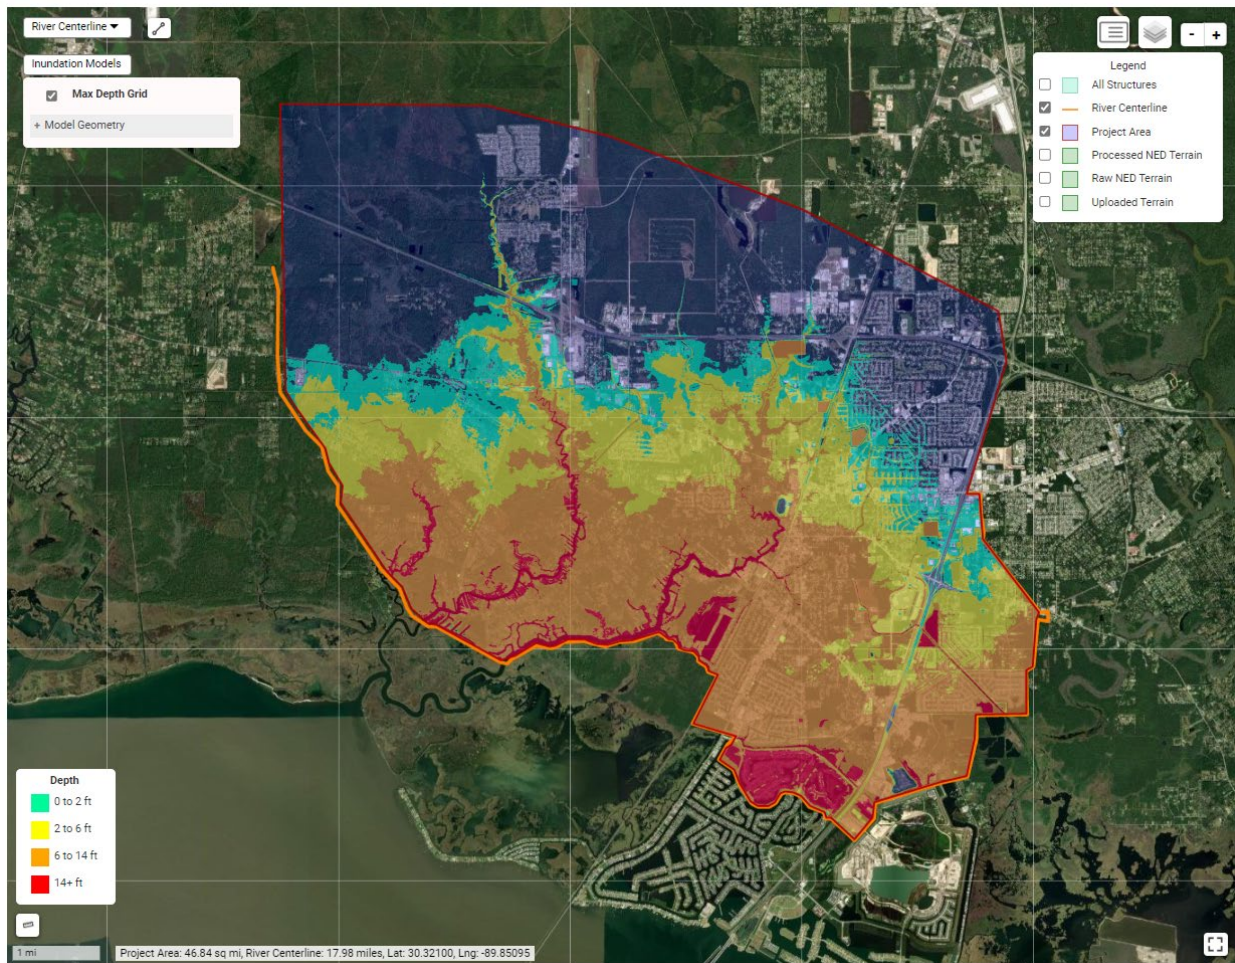 River Centerline
Inundation Models
Max Depth Grid
+ Model Geometry
- +
Legend
All Structures
River Centerline
Project Area
Processed NED Terrain
Raw NED Terrain
Uploaded Terrain
Depth
0 to 2 ft
2 to 6 ft
6 to 14 ft
14+ ft
1 mi
Project Area: 46.84 sq mi, River Centerline: 17.98 miles, Lat: 30.32100, Lng: -89.85095